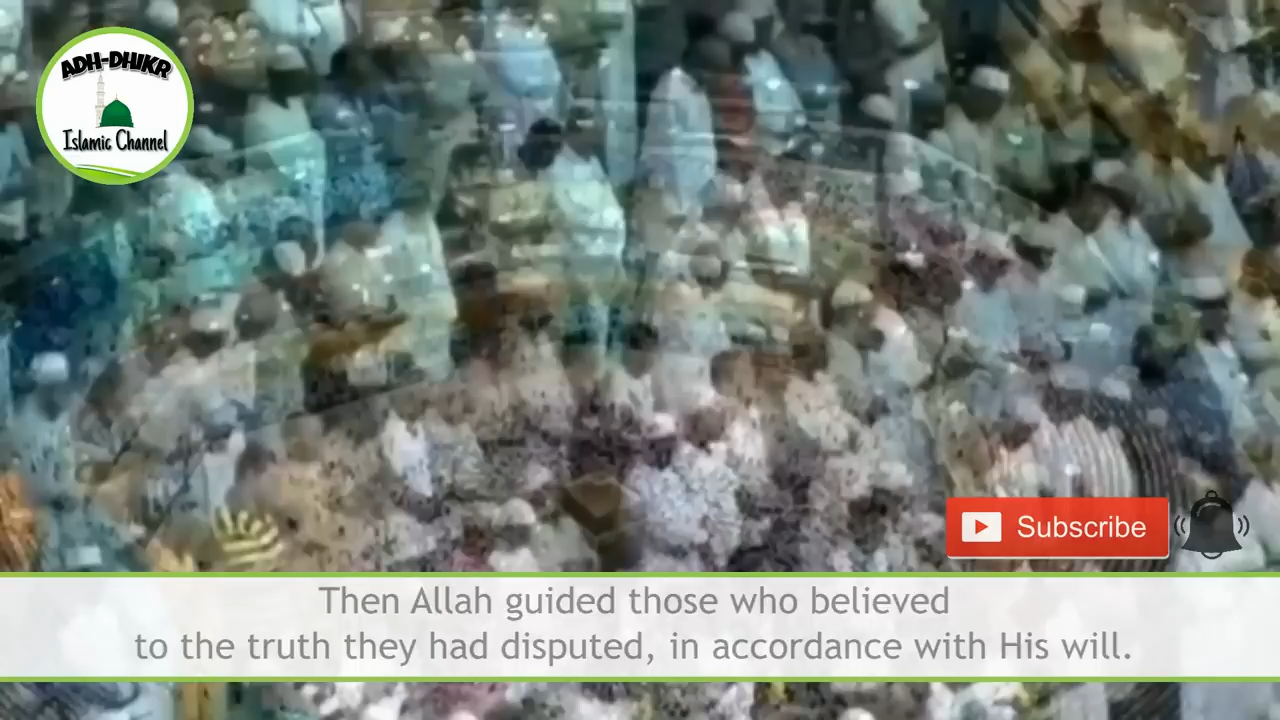 ADH-DHIKR
Islamic Channel
Subscribe
Then Allah guided those who believed
to the truth they had disputed, in accordance with His will.